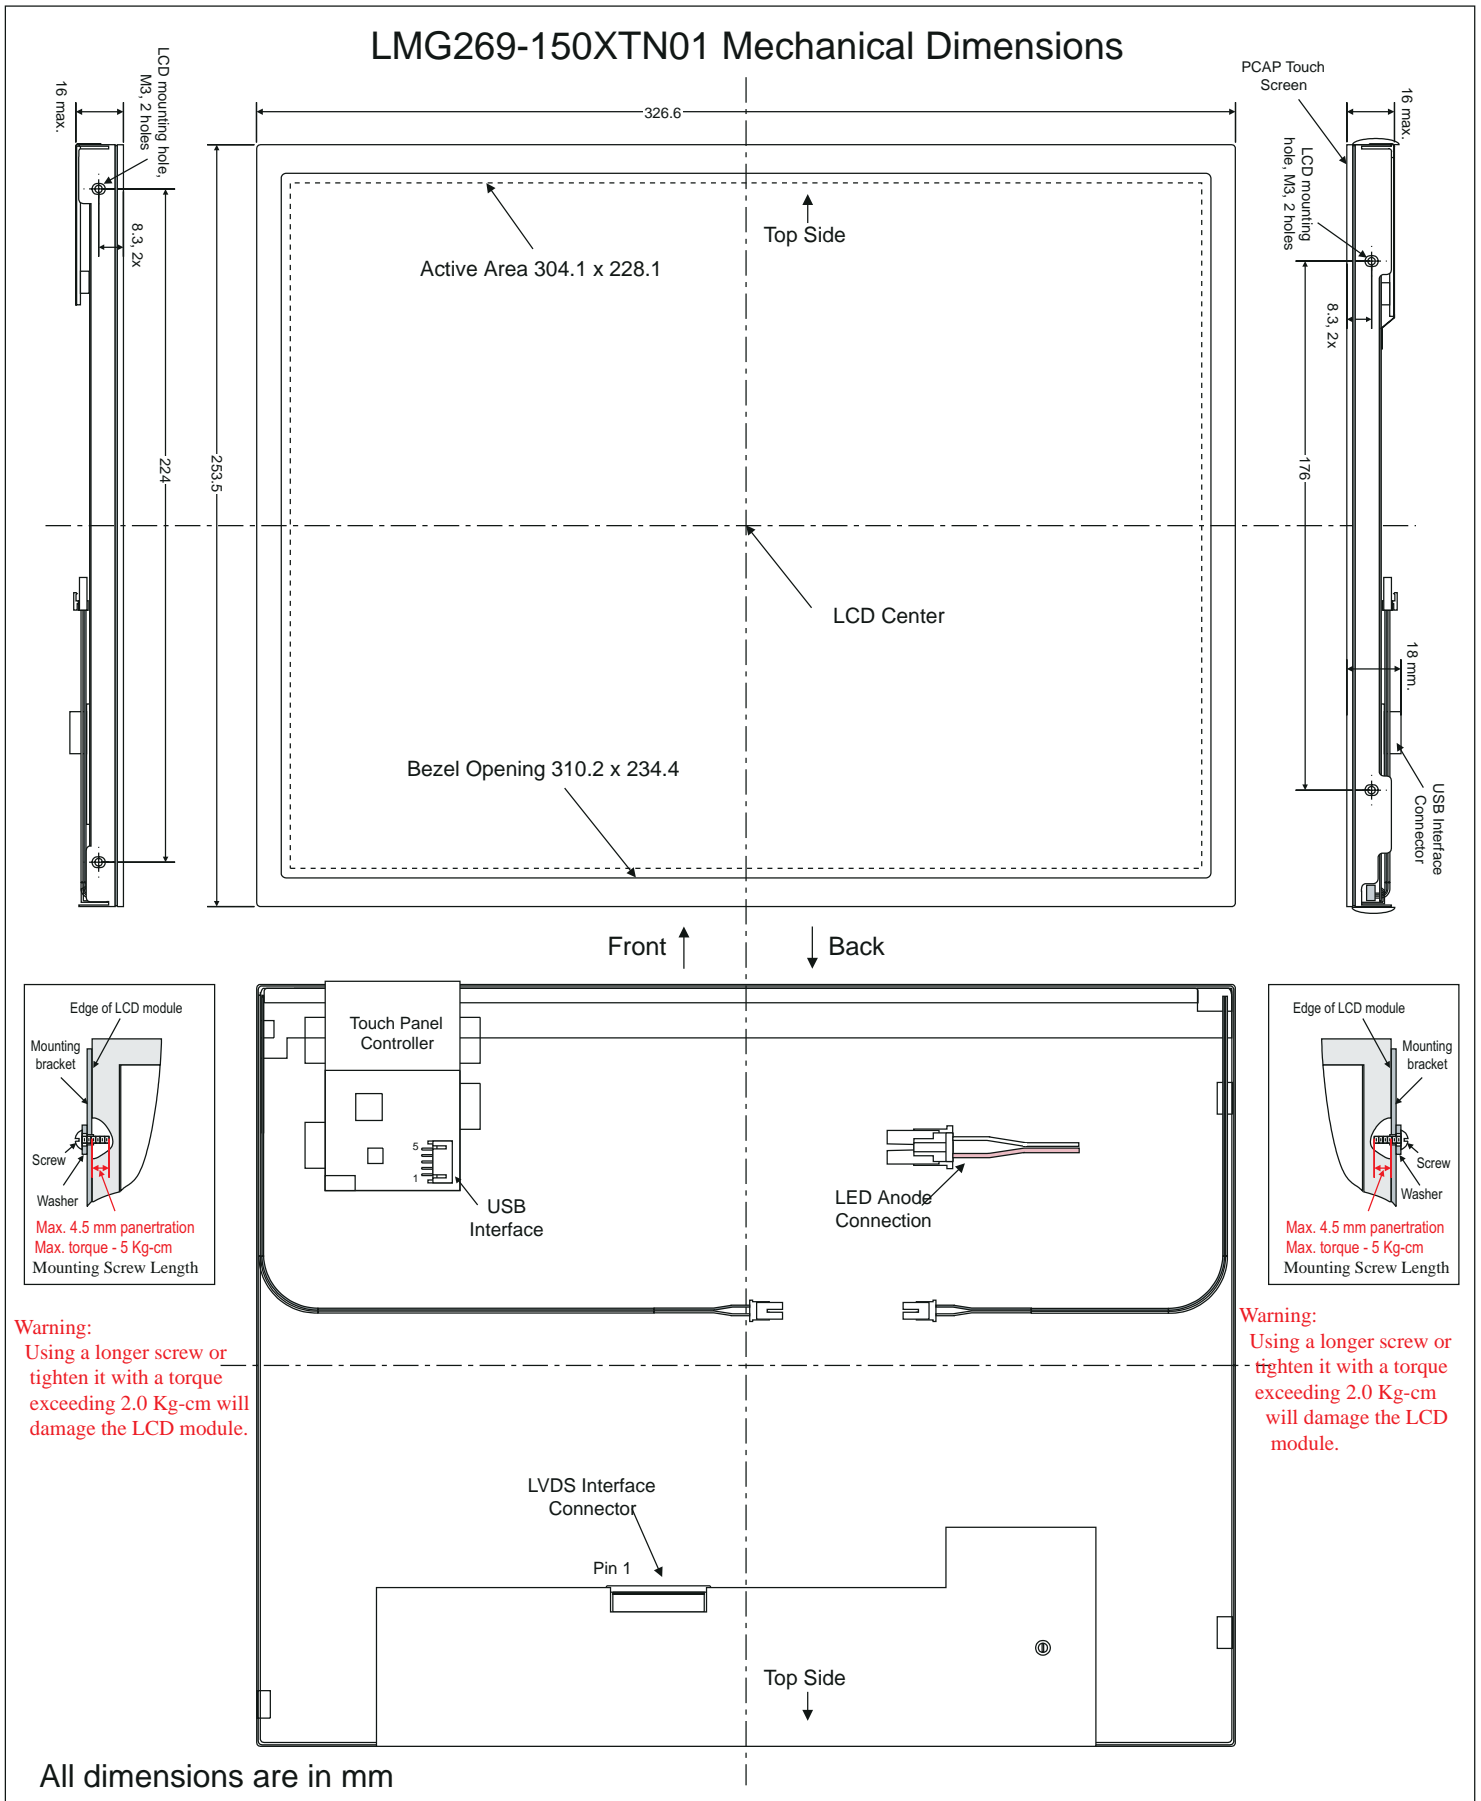 LMG269-150XTN01 Mechanical Dimensions
16 max.
LCD mounting hole,
M3, 2 holes
326.6
PCAP Touch
Screen
16 max.
LCD mounting
hole, M3, 2 holes
8.3, 2x
Top Side
Active Area 304.1 x 228.1
8.3, 2x
224
253.5
176
LCD Center
18 mm.
Bezel Opening 310.2 x 234.4
USB Interface
Connector
Front
Back
Edge of LCD module
Mounting
bracket
Screw
Washer
Max. 4.5 mm panertration
Max. torque - 5 Kg-cm
Mounting Screw Length
Warning:
Using a longer screw or
tighten it with a torque
exceeding 2.0 Kg-cm will
damage the LCD module.
Touch Panel
Controller
5
1
USB
Interface
LED Anode
Connection
Edge of LCD module
Mounting
bracket
Screw
Washer
Max. 4.5 mm panertration
Max. torque - 5 Kg-cm
Mounting Screw Length
Warning:
Using a longer screw or
tighten it with a torque
exceeding 2.0 Kg-cm
will damage the LCD
module.
LVDS Interface
Connector
Pin 1
Top Side
All dimensions are in mm